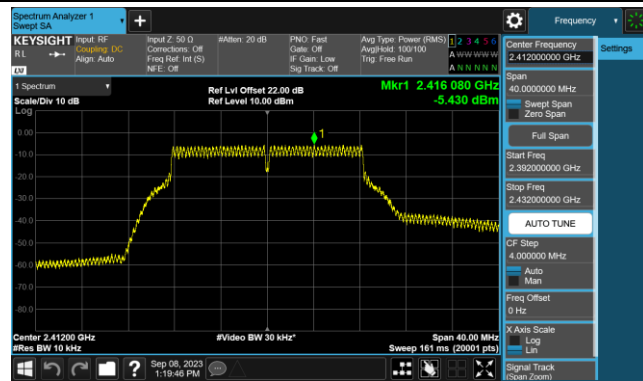 Spectrum Analyzer 1
Swept SA
Frequency
KEYSIGHT
RL
LXI
Input: RF
Coupling: DC
Align: Auto
Input Z: 50 Ω
Corrections: Off
Freq Ref: Int (S)
NFE: Off
#Atten: 20 dB
PNO: Fast
Gate: Off
IF Gain: Low
Sig Track: Off
Avg Type: Power (RMS)
Avg|Hold: 100/100
Trig: Free Run
1 2 3 4 5 6
A W W W W W
A N N N N N
1 Spectrum
Scale/Div 10 dB
Ref Lvl Offset 22.00 dB
Ref Level 10.00 dBm
Mkr1 2.416 080 GHz
-5.430 dBm
Log
0.00
-10.0
-20.0
-30.0
-40.0
-50.0
-60.0
-70.0
-80.0
1
Center 2.41200 GHz
#Res BW 10 kHz
#Video BW 30 kHz*
Span 40.00 MHz
Sweep 161 ms (20001 pts)
Sep 08, 2023
1:19:46 PM
Center Frequency
2.412000000 GHz
Settings
Span
40.0000000 MHz
Swept Span
Zero Span
Full Span
Start Freq
2.392000000 GHz
Stop Freq
2.432000000 GHz
AUTO TUNE
CF Step
4.000000 MHz
Auto
Man
Freq Offset
0 Hz
X Axis Scale
Log
Lin
Signal Track
(Span Zoom)